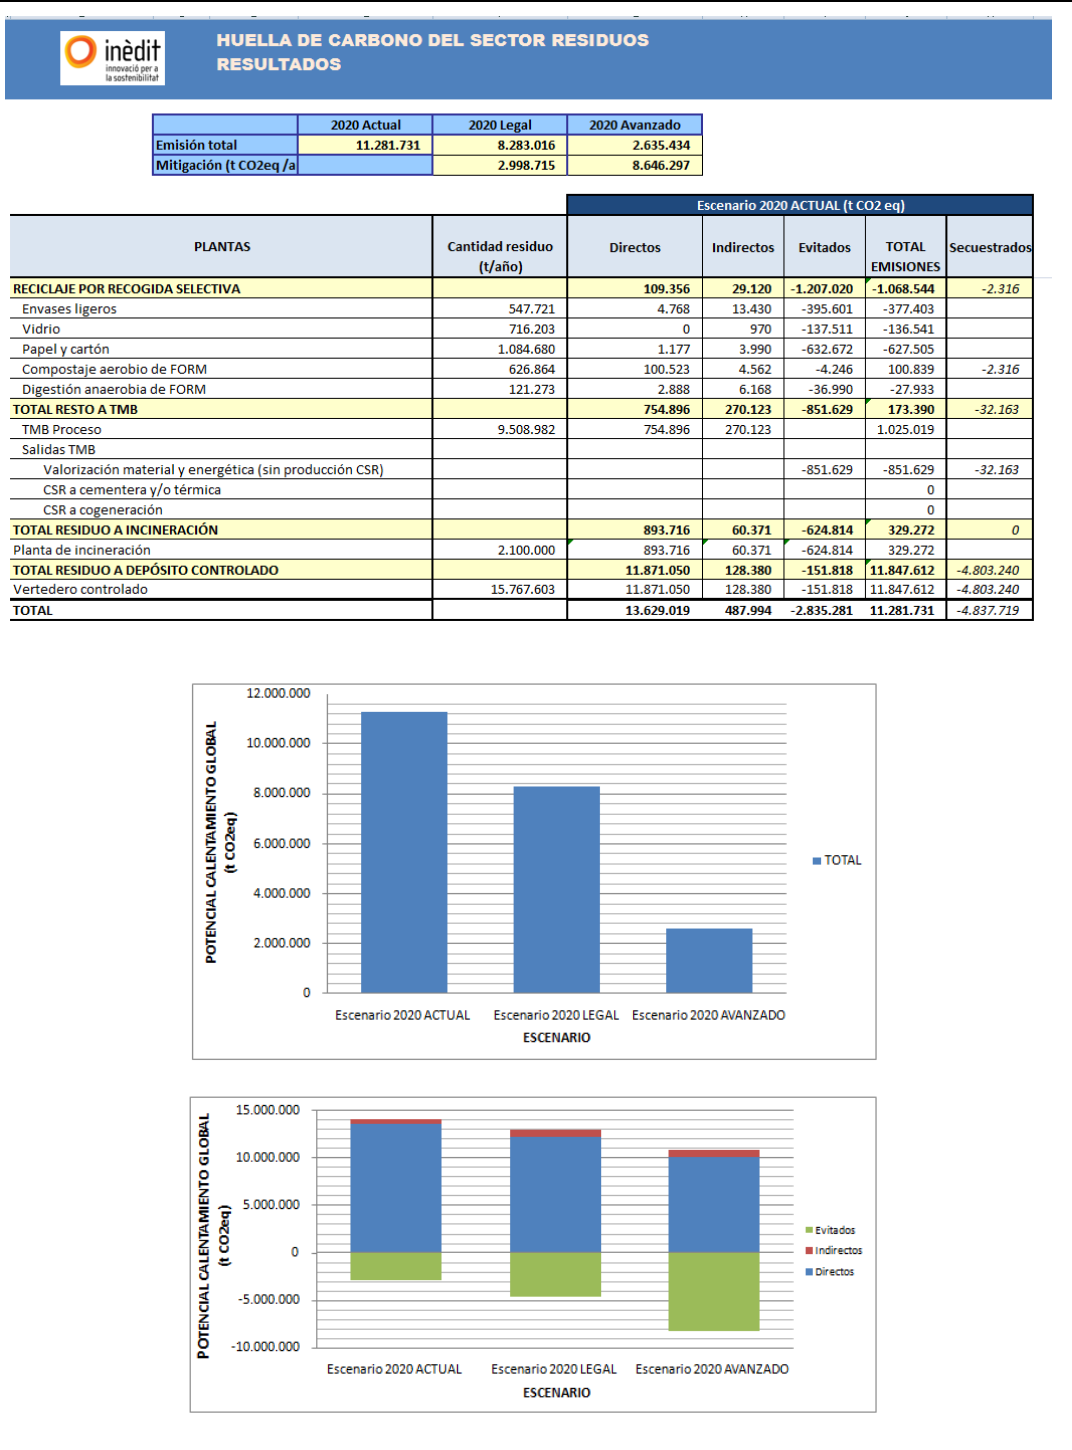 inèdit
innovació per a
la sostenibilitat
HUELLA DE CARBONO DEL SECTOR RESIDUOS
RESULTADOS
2020 Actual 2020 Legal 2020 Avanzado
Emisión total 11.281.731 8.283.016 2.635.434
Mitigación (t CO2eq /a 2.998.715 8.646.297
Escenario 2020 ACTUAL (t CO2 eq)
PLANTAS Cantidad residuo (t/año) Directos Indirectos Evitados TOTAL EMISIONES Secuestrados
RECICLAJE POR RECOGIDA SELECTIVA 109.356 29.120 -1.207.020 -1.068.544 -2.316
Envases ligeros 547.721 4.768 13.430 -395.601 -377.403
Vidrio 716.203 0 970 -137.511 -136.541
Papel y cartón 1.084.680 1.177 3.990 -632.672 -627.505
Compostaje aerobio de FORM 626.864 100.523 4.562 -4.246 100.839 -2.316
Digestión anaerobia de FORM 121.273 2.888 6.168 -36.990 -27.933
TOTAL RESTO A TMB 754.896 270.123 -851.629 173.390 -32.163
TMB Proceso 9.508.982 754.896 270.123 1.025.019
Salidas TMB
Valorización material y energética (sin producción CSR) -851.629 -851.629 -32.163
CSR a cementera y/o térmica 0
CSR a cogeneración 0
TOTAL RESIDUO A INCINERACIÓN 893.716 60.371 -624.814 329.272 0
Planta de incineración 2.100.000 893.716 60.371 -624.814 329.272
TOTAL RESIDUO A DEPÓSITO CONTROLADO 11.871.050 128.380 -151.818 11.847.612 -4.803.240
Vertedero controlado 15.767.603 11.871.050 128.380 -151.818 11.847.612 -4.803.240
TOTAL 13.629.019 487.994 -2.835.281 11.281.731 -4.837.719
POTENCIAL CALENTAMIENTO GLOBAL
(t CO2eq)
12.000.000
10.000.000
8.000.000
6.000.000
4.000.000
2.000.000
0
TOTAL
Escenario 2020 ACTUAL Escenario 2020 LEGAL Escenario 2020 AVANZADO
ESCENARIO
POTENCIAL CALENTAMIENTO GLOBAL
(t CO2eq)
15.000.000
10.000.000
5.000.000
0
-5.000.000
-10.000.000
Evitados
Indirectos
Directos
Escenario 2020 ACTUAL Escenario 2020 LEGAL Escenario 2020 AVANZADO
ESCENARIO